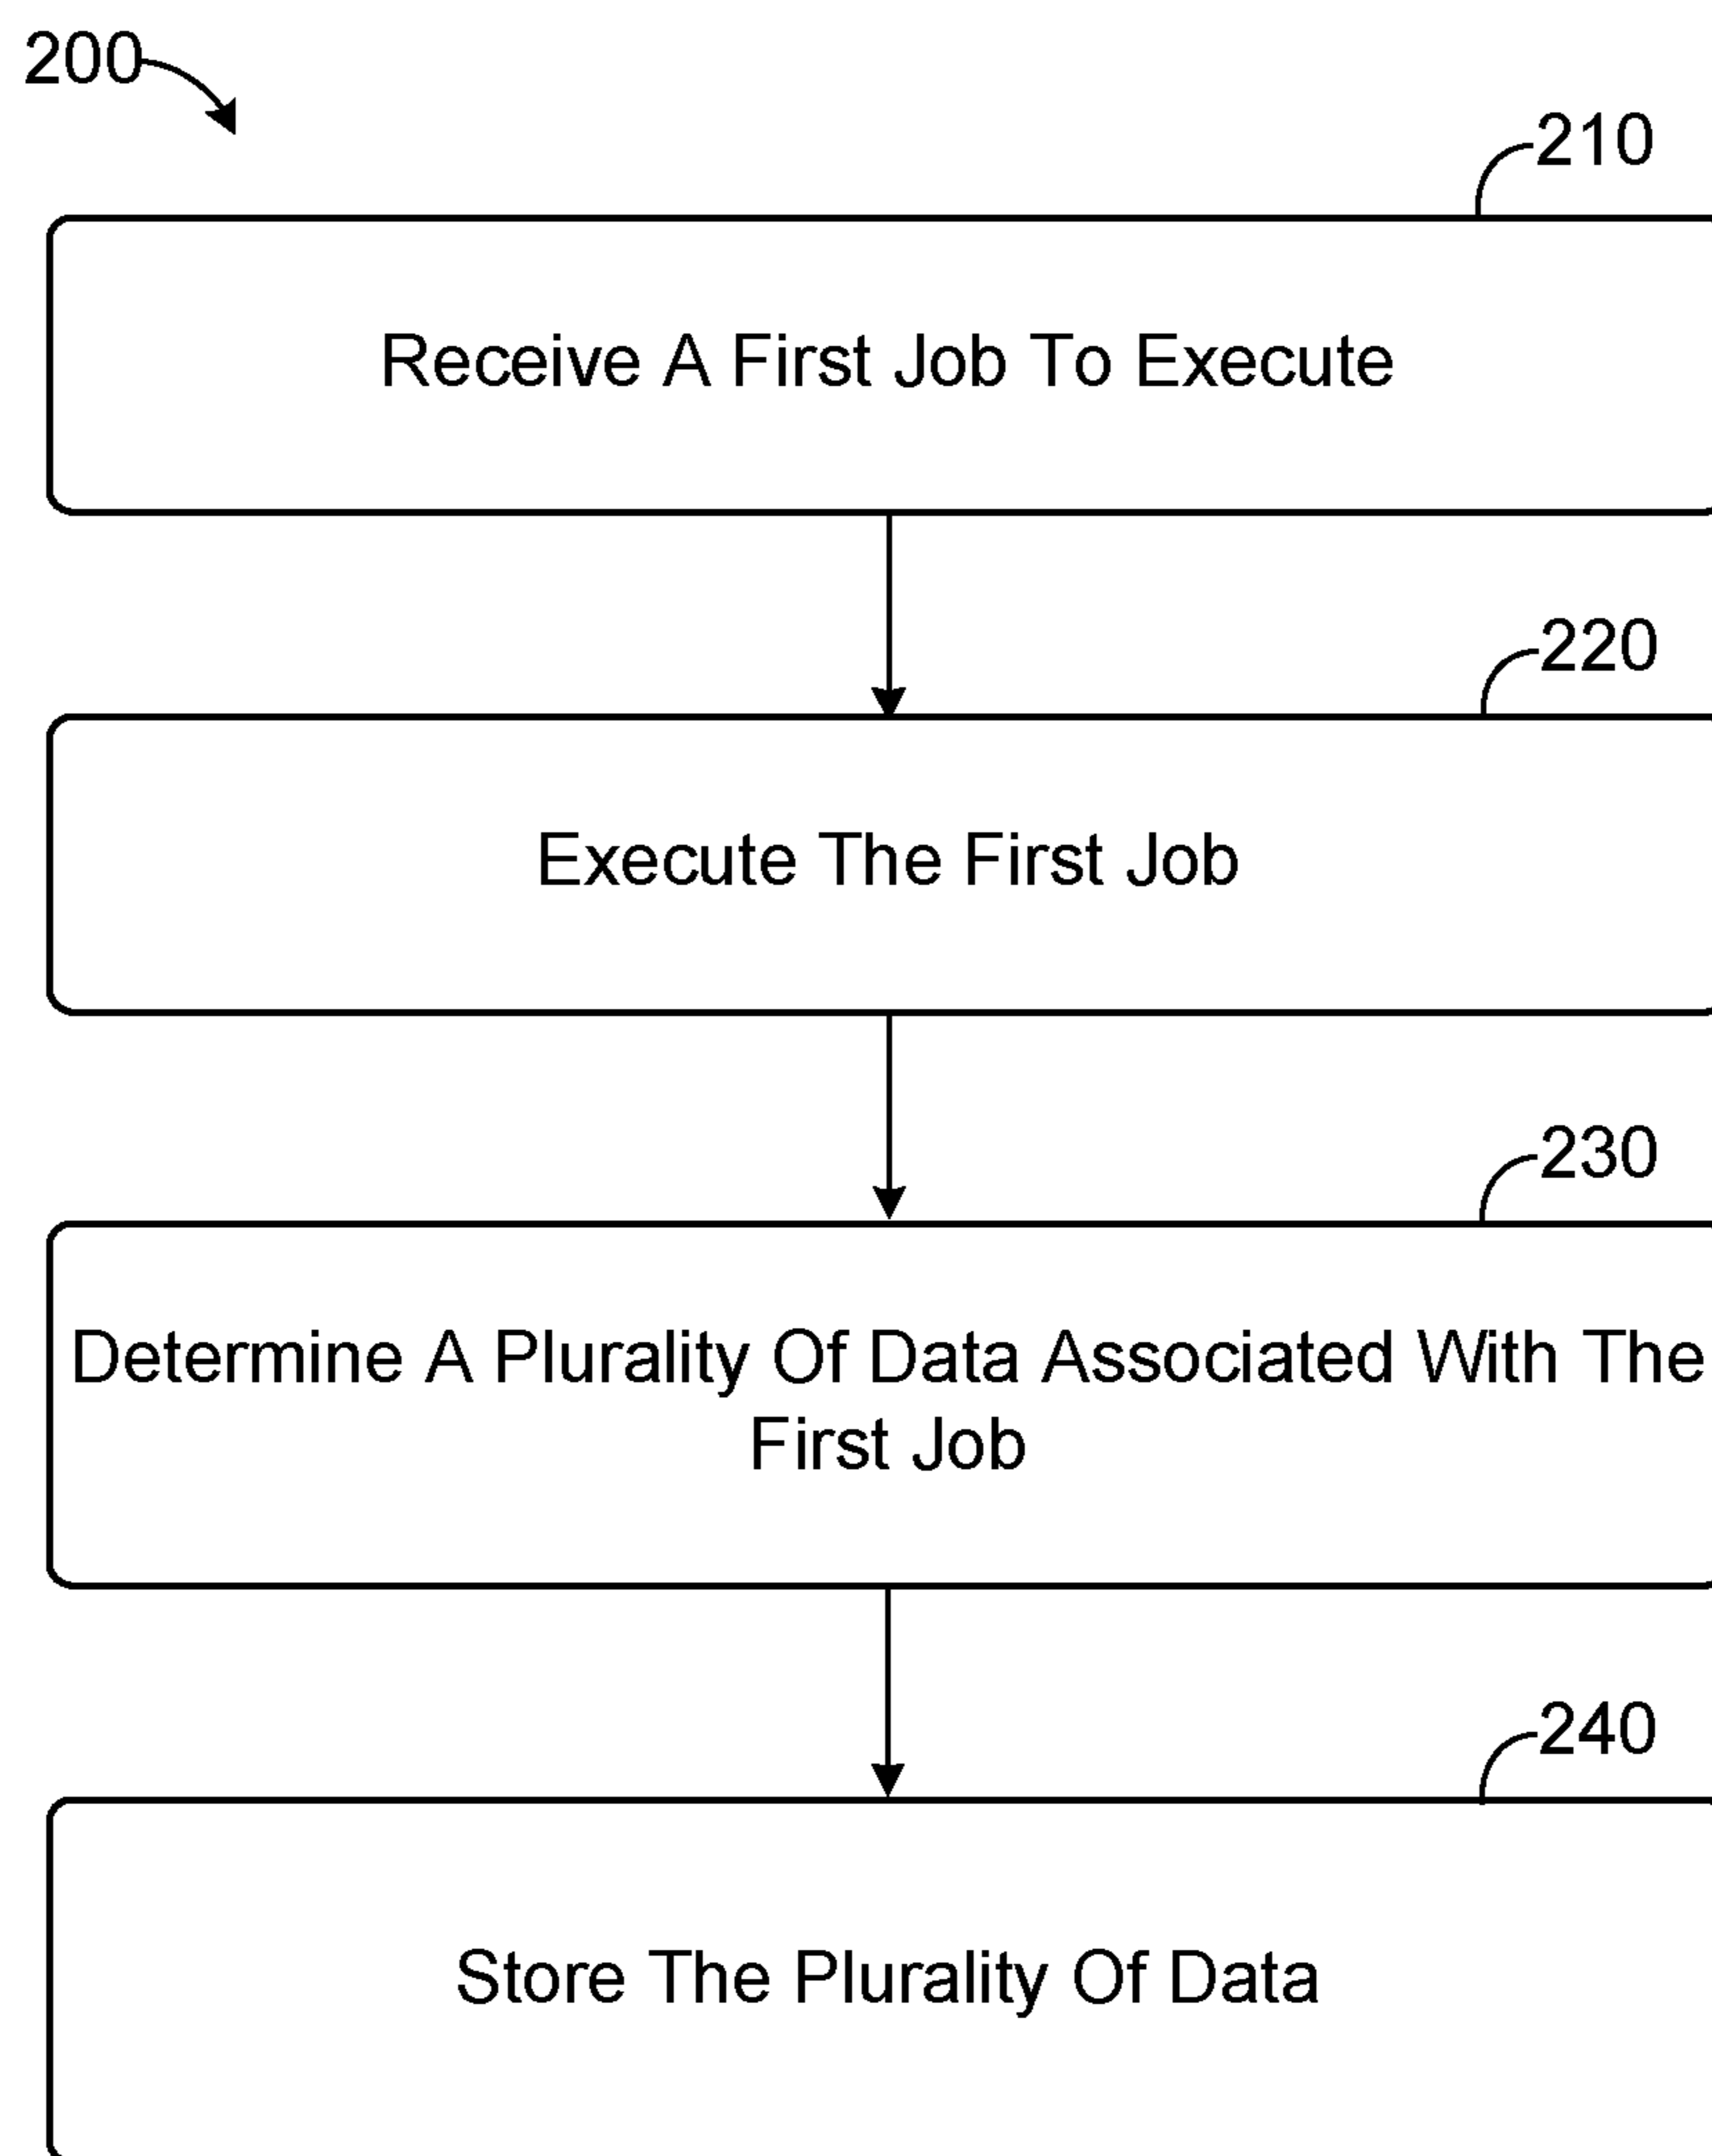 200
210
Receive A First Job To Execute
220
Execute The First Job
230
Determine A Plurality Of Data Associated With The
First Job
240
Store The Plurality Of Data